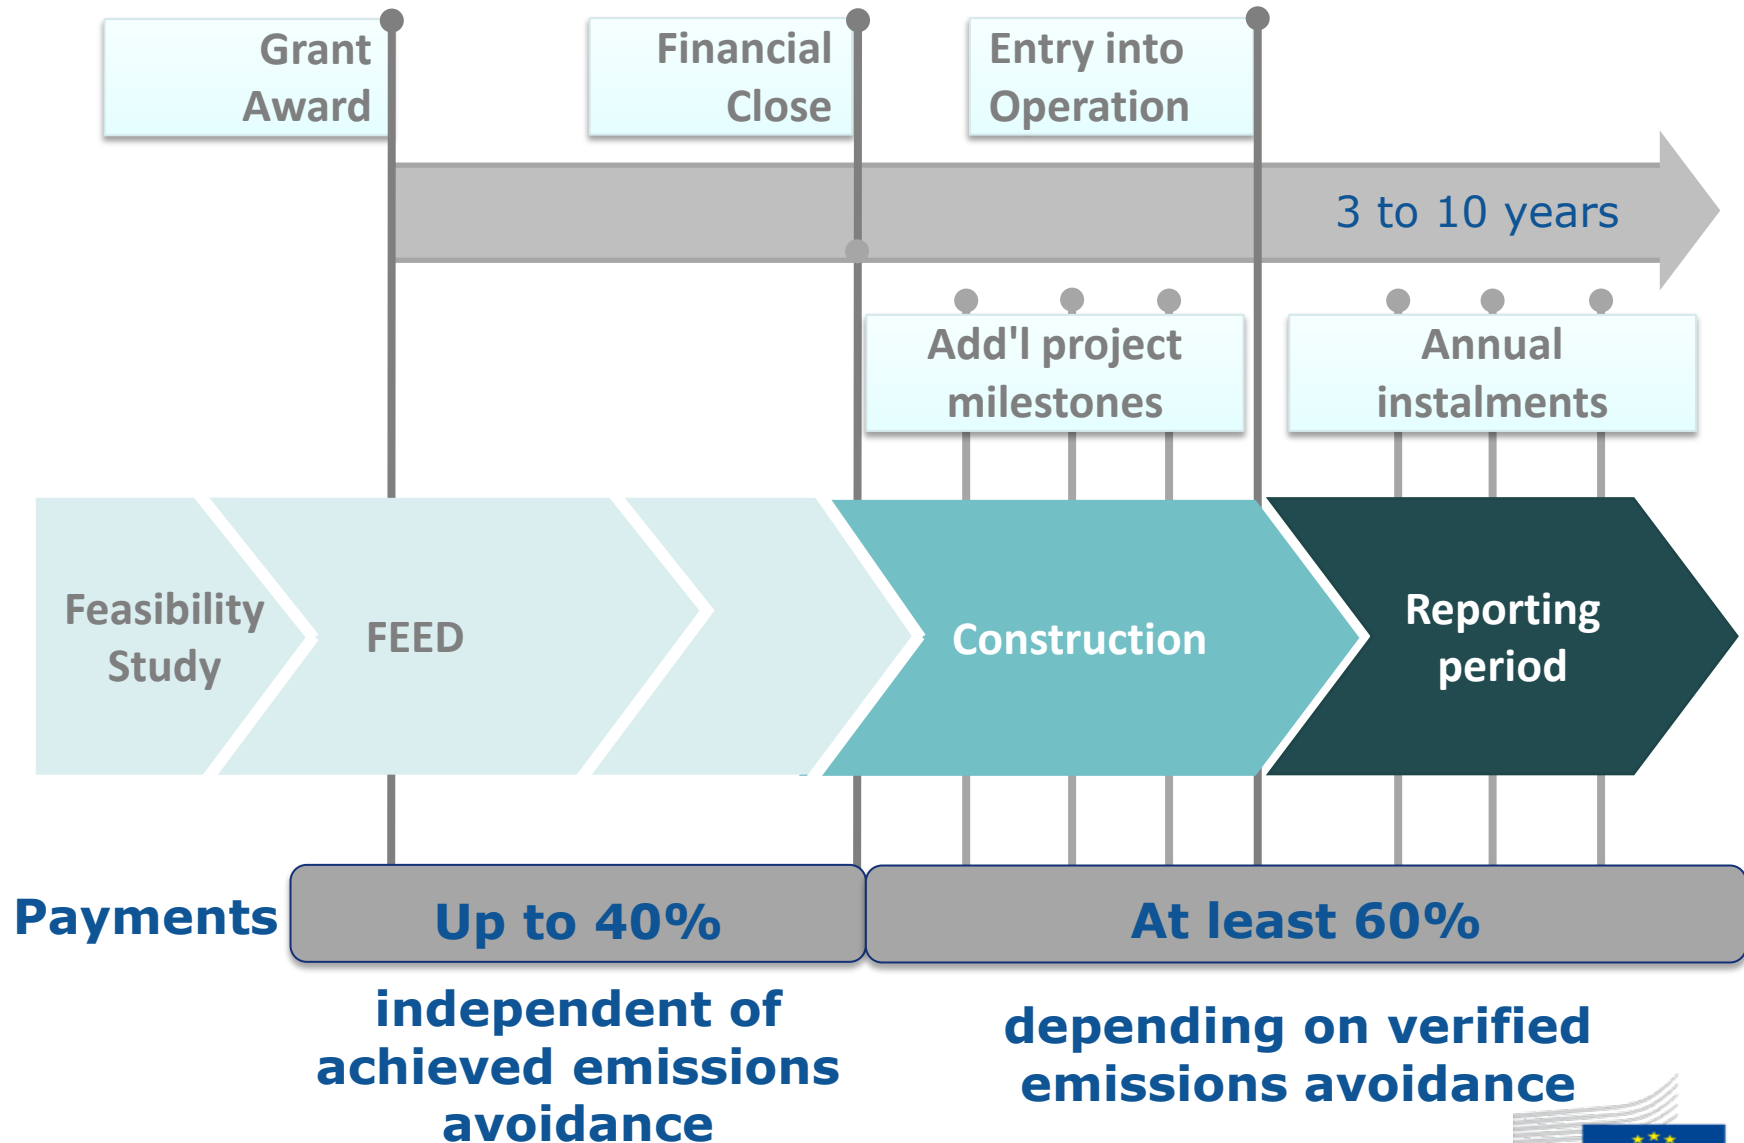 Grant
Award
Financial
Close
Entry into
Operation
3 to 10 years
Add'l project
milestones
Annual
instalments
Feasibility
Study
FEED
Construction
Reporting
period
Payments
Up to 40%
At least 60%
independent of
achieved emissions
avoidance
depending on verified
emissions avoidance